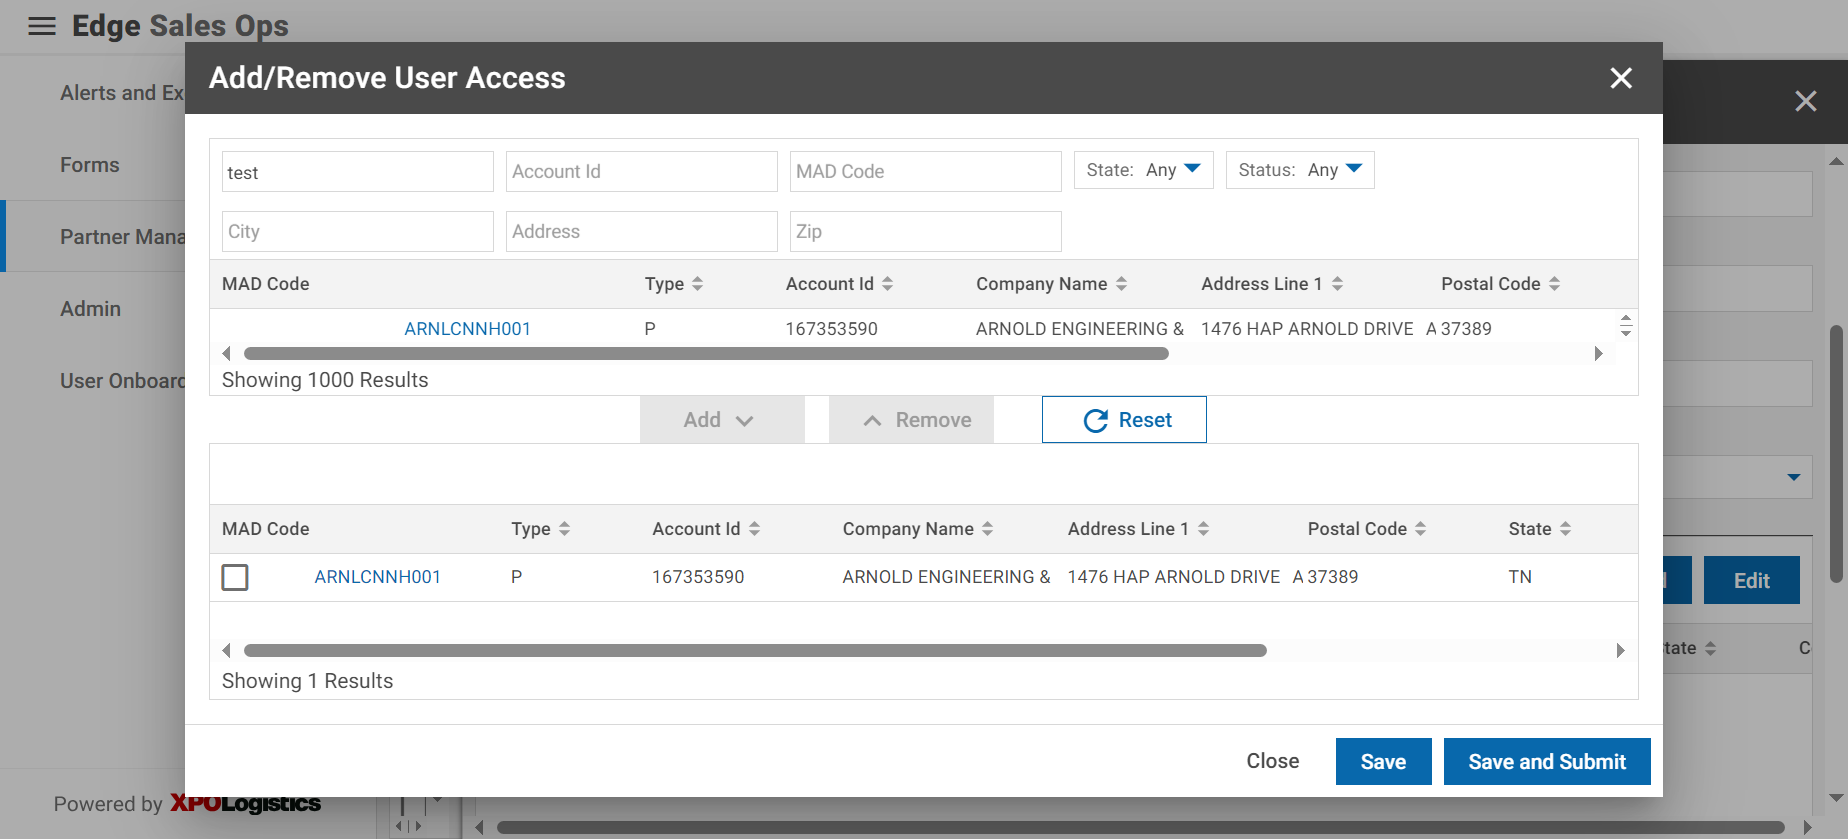 Edge Sales Ops
Alerts and Ex
Forms
Partner Mana
Admin
User Onboard
Powered by XPOLogistics
Add/Remove User Access
test
Account Id
MAD Code
State: Any
Status: Any
City
Address
Zip
MAD Code Type Account Id Company Name Address Line 1 Postal Code
ARNLCNNH001 P 167353590 ARNOLD ENGINEERING & 1476 HAP ARNOLD DRIVE A 37389
Showing 1000 Results
Add
Remove
Reset
MAD Code Type Account Id Company Name Address Line 1 Postal Code State
ARNLCNNH001 P 167353590 ARNOLD ENGINEERING & 1476 HAP ARNOLD DRIVE A 37389 TN
Showing 1 Results
Close
Save
Save and Submit
Edit
tate C